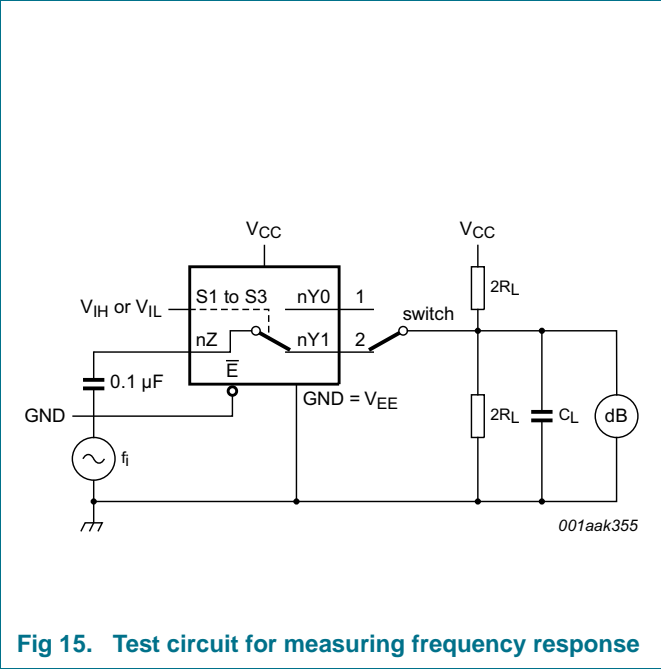 VCC VCC
2RL
S1 to S3 nY0 1
VIH or VIL
switch
nZ nY1 2
E̅
0.1 µF
GND = VEE
2RL CL dB
GND
fi
001aak355
Fig 15. Test circuit for measuring frequency response